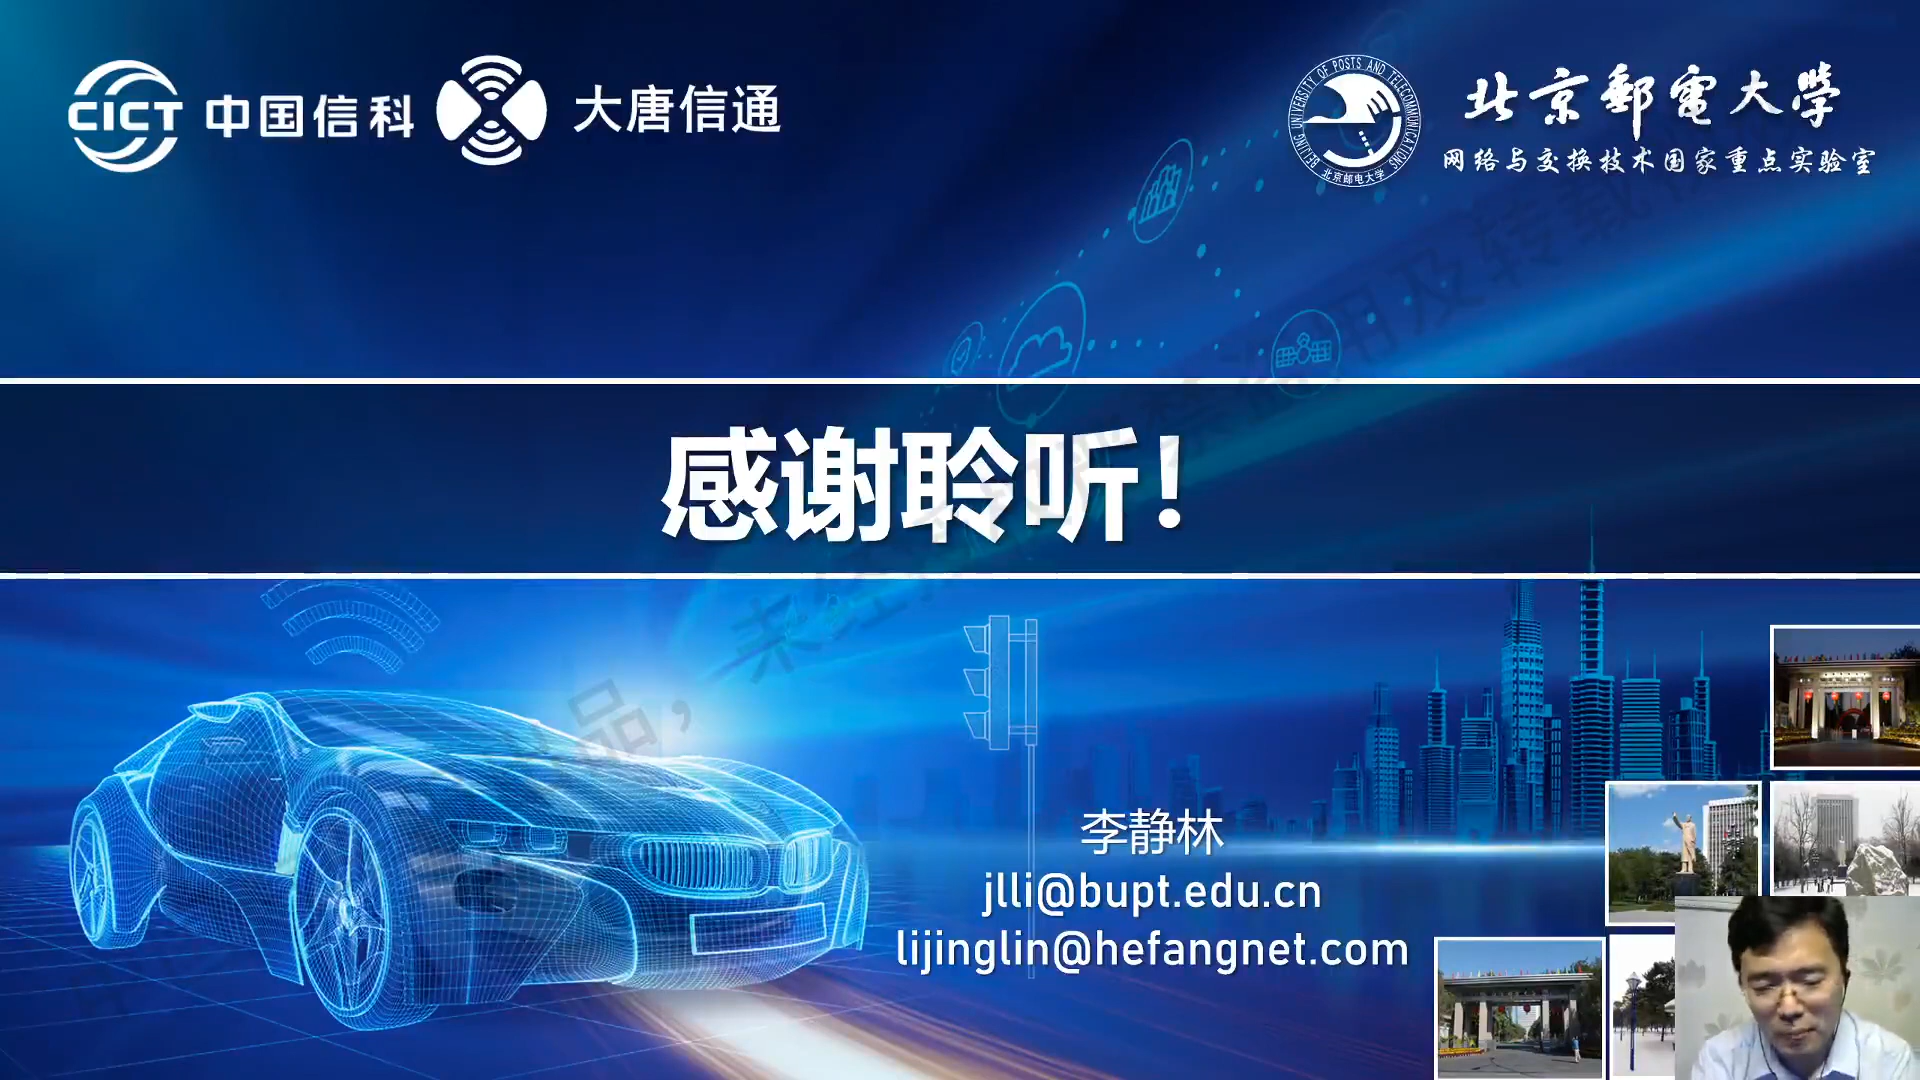 CICT 中国信科 大唐信通
BEIJING UNIVERSITY OF POSTS AND TELECOMMUNICATIONS
北京邮电大学
北京郵電大学
网络与交换技术国家重点实验室
感谢聆听！
李静林
jlli@bupt.edu.cn
lijinglin@hefangnet.com